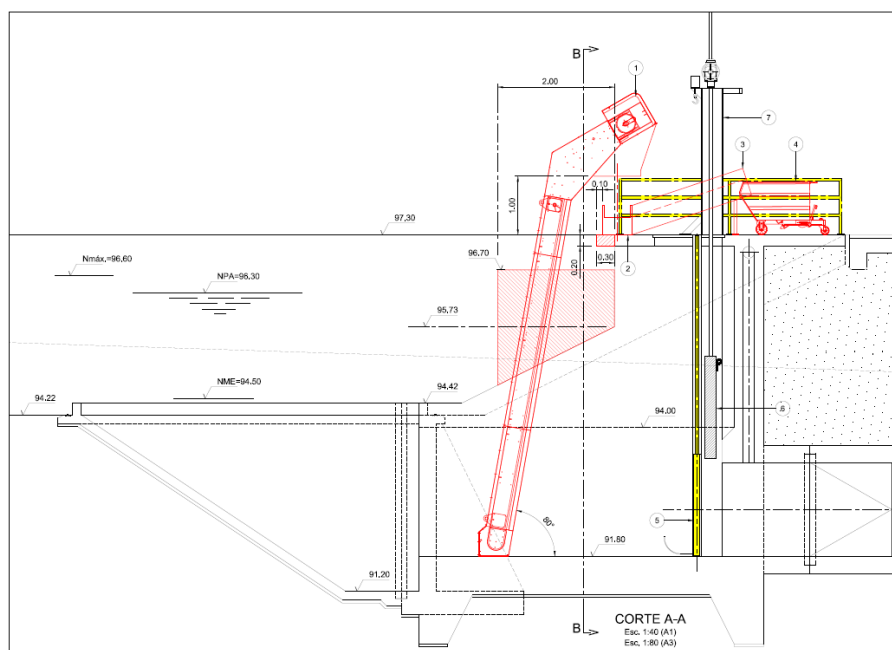 B
1
2,00
7
3
4
0,10
1.00
97,30
96.70
2
0,20
0,30
Nmáx,=96,60
NPA=96,30
95,73
NME=94.50
94.22
94,42
94.00
6
80°
5
91.80
91,20
CORTE A-A
B
Esc. 1:40 (A1)
Esc, 1:80 (A3)